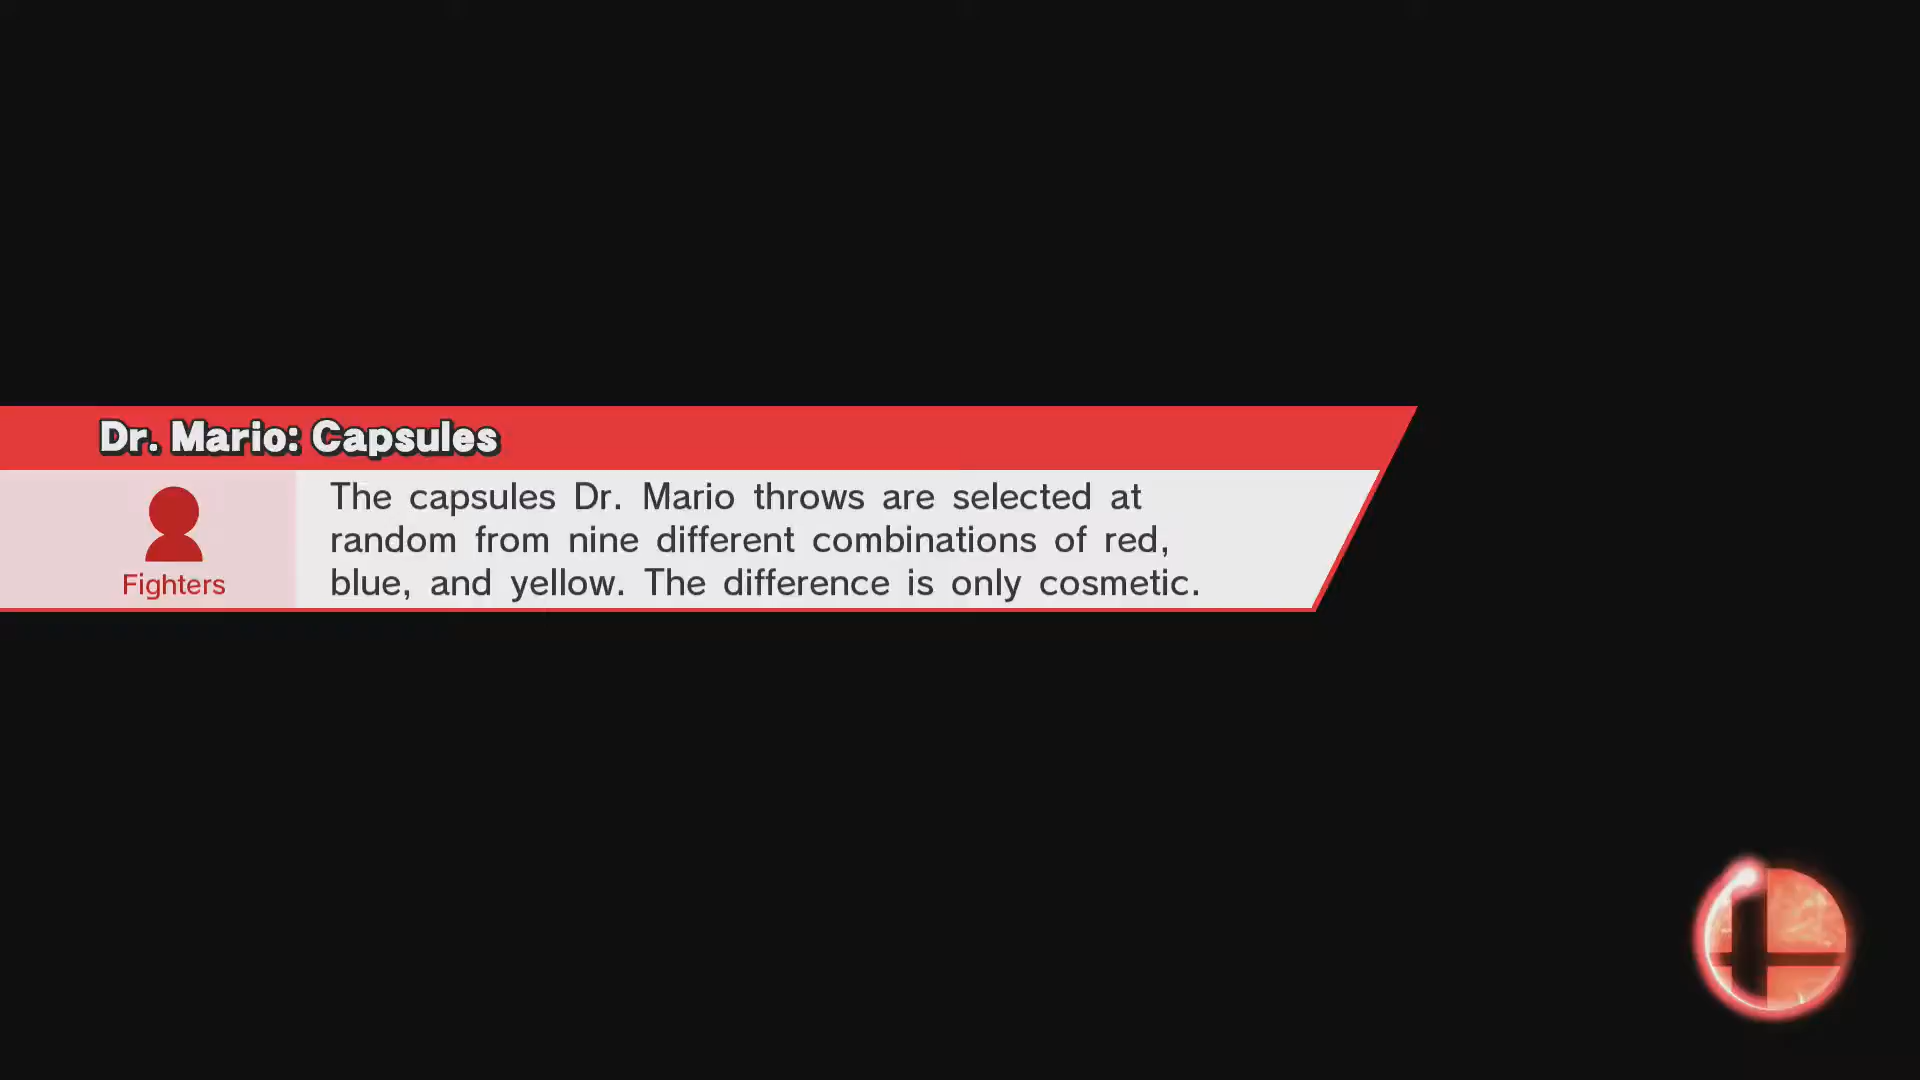 Dr. Mario: Capsules
The capsules Dr. Mario throws are selected at
random from nine different combinations of red,
blue, and yellow. The difference is only cosmetic.
Fighters